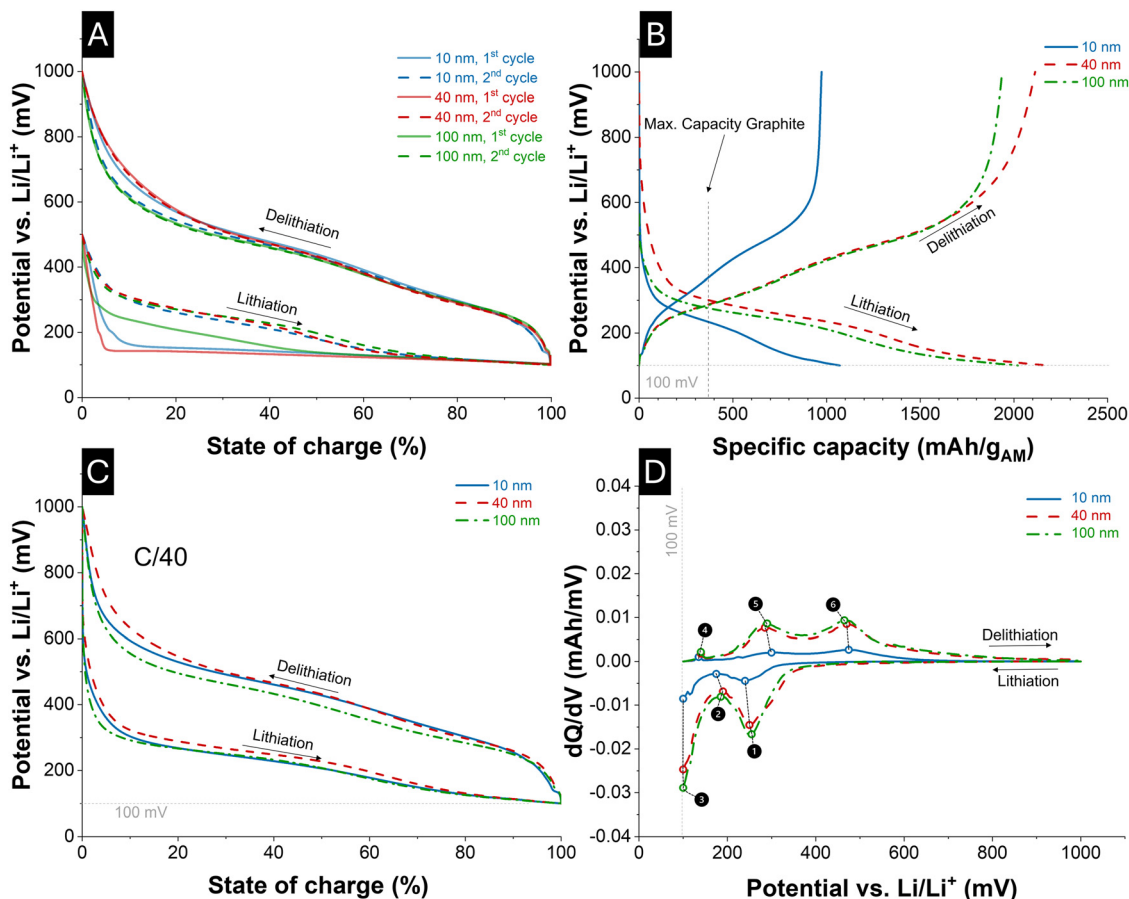 A
10 nm, 1st cycle
10 nm, 2nd cycle
40 nm, 1st cycle
40 nm, 2nd cycle
100 nm, 1st cycle
100 nm, 2nd cycle
Delithiation
Lithiation
Potential vs. Li/Li+ (mV)
1000
800
600
400
200
0
0 20 40 60 80 100
State of charge (%)
B
10 nm
40 nm
100 nm
Max. Capacity Graphite
Delithiation
Lithiation
100 mV
Potential vs. Li/Li+ (mV)
1000
800
600
400
200
0
0 500 1000 1500 2000 2500
Specific capacity (mAh/gAM)
C
10 nm
40 nm
100 nm
C/40
Delithiation
Lithiation
100 mV
Potential vs. Li/Li+ (mV)
1000
800
600
400
200
0
0 20 40 60 80 100
State of charge (%)
D
10 nm
40 nm
100 nm
100 mV
4
5
6
Delithiation
Lithiation
2
1
3
dQ/dV (mAh/mV)
0.04
0.03
0.02
0.01
0.00
-0.01
-0.02
-0.03
-0.04
0 200 400 600 800 1000
Potential vs. Li/Li+ (mV)